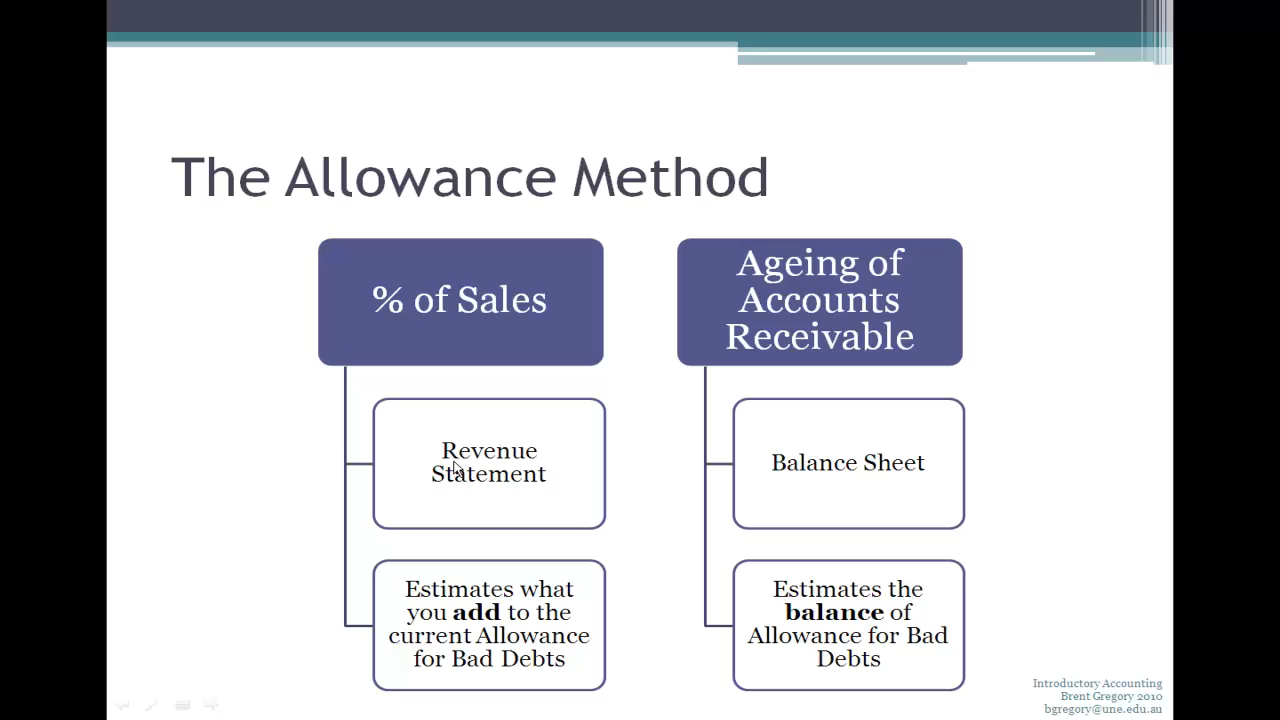 The Allowance Method
% of Sales
Revenue
Statement
Estimates what
you add to the
current Allowance
for Bad Debts
Ageing of
Accounts
Receivable
Balance Sheet
Estimates the
balance of
Allowance for Bad
Debts
Introductory Accounting
Brent Gregory 2010
bgregory@une.edu.au